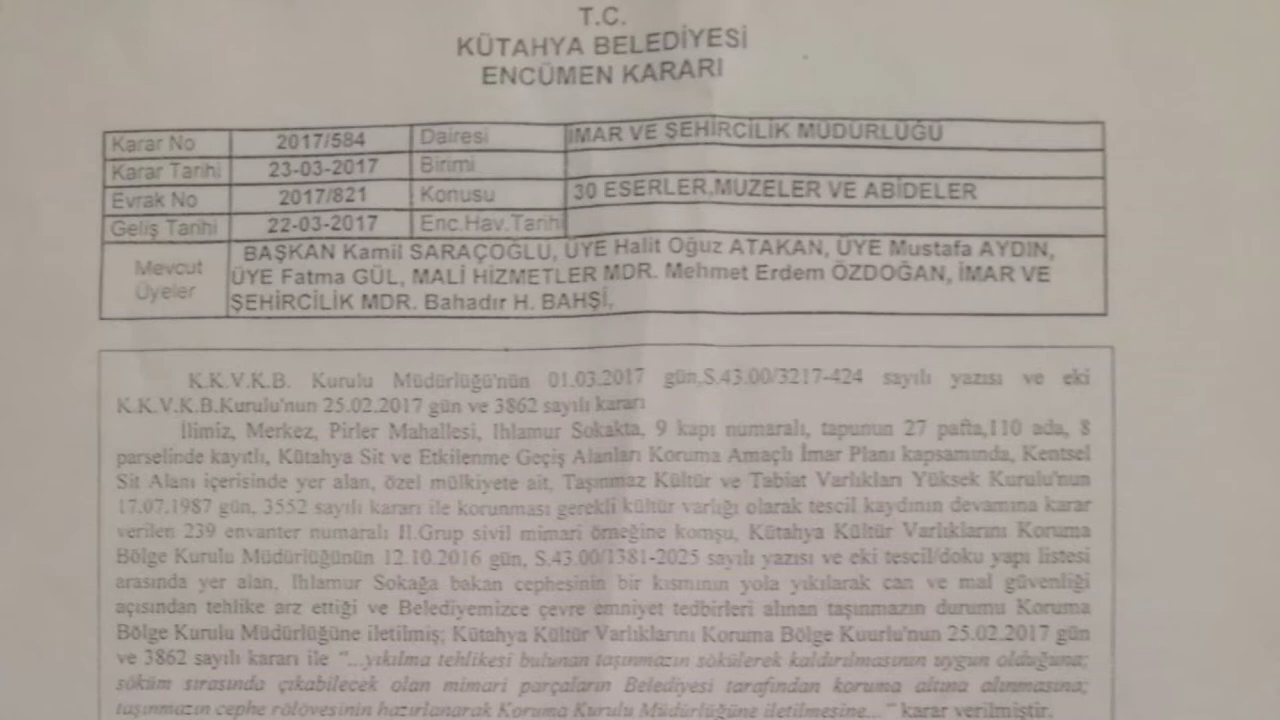 T.C.
KÜTAHYA BELEDİYESİ
ENCÜMEN KARARI
Karar No 2017/584 Dairesi İMAR VE ŞEHİRCİLİK MÜDÜRLÜĞÜ
Karar Tarihi 23-03-2017 Birimi
Evrak No 2017/821 Konusu 30 ESERLER,MÜZELER VE ABİDELER
Geliş Tarihi 22-03-2017 Enc.Hav.Tarihi
Mevcut Üyeler BAŞKAN Kamil SARAÇOĞLU, ÜYE Halit Oğuz ATAKAN, ÜYE Mustafa AYDIN,
ÜYE Fatma GÜL, MALİ HİZMETLER MDR. Mehmet Erdem ÖZDOĞAN, İMAR VE
ŞEHİRCİLİK MDR. Bahadır H. BAHŞİ,
K.K.V.K.B. Kurulu Müdürlüğü'nün 01.03.2017 gün,S.43.00/3217-424 sayılı yazısı ve eki
K.K.V.K.B.Kurulu'nun 25.02.2017 gün ve 3862 sayılı kararı
İlimiz, Merkez, Pirler Mahallesi, Ihlamur Sokakta, 9 kapı numaralı, tapunun 27 pafta,110 ada, 8
parselinde kayıtlı, Kütahya Sit ve Etkilenme Geçiş Alanları Koruma Amaçlı İmar Planı kapsamında, Kentsel
Sit Alanı içerisinde yer alan, özel mülkiyete ait, Taşınmaz Kültür ve Tabiat Varlıkları Yüksek Kurulu'nun
17.07.1987 gün, 3552 sayılı kararı ile korunması gerekli kültür varlığı olarak tescil kaydının devamına karar
verilen 239 envanter numaralı II.Grup sivil mimari örneğine komşu, Kütahya Kültür Varlıklarını Koruma
Bölge Kurulu Müdürlüğünün 12.10.2016 gün, S.43.00/1381-2025 sayılı yazısı ve eki tescil/doku yapı listesi
arasında yer alan, Ihlamur Sokağa bakan cephesinin bir kısmının yola yıkılarak can ve mal güvenliği
açısından tehlike arz ettiği ve Belediyemizce çevre emniyet tedbirleri alınan taşınmazın durumu Koruma
Bölge Kurulu Müdürlüğüne iletilmiş; Kütahya Kültür Varlıklarını Koruma Bölge Kuurlu'nun 25.02.2017 gün
ve 3862 sayılı kararı ile "...yıkılma tehlikesi bulunan taşınmazın sökülerek kaldırılmasının uygun olduğuna;
söküm sırasında çıkabilecek olan mimari parçaların Belediyesi tarafından koruma altına alınmasına;
taşınmazın cephe rölövesinin hazırlanarak Koruma Kurulu Müdürlüğüne iletilmesine..." karar verilmiştir.